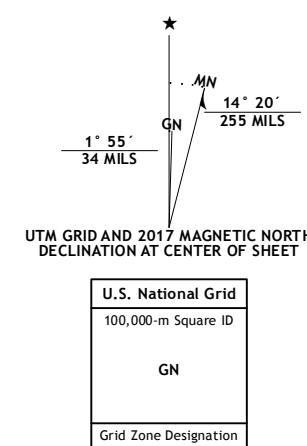 ★
MN
GN
14° 20´
255 MILS
1° 55´
34 MILS
UTM GRID AND 2017 MAGNETIC NORTH
DECLINATION AT CENTER OF SHEET
U.S. National Grid
100,000-m Square ID
GN
Grid Zone Designation